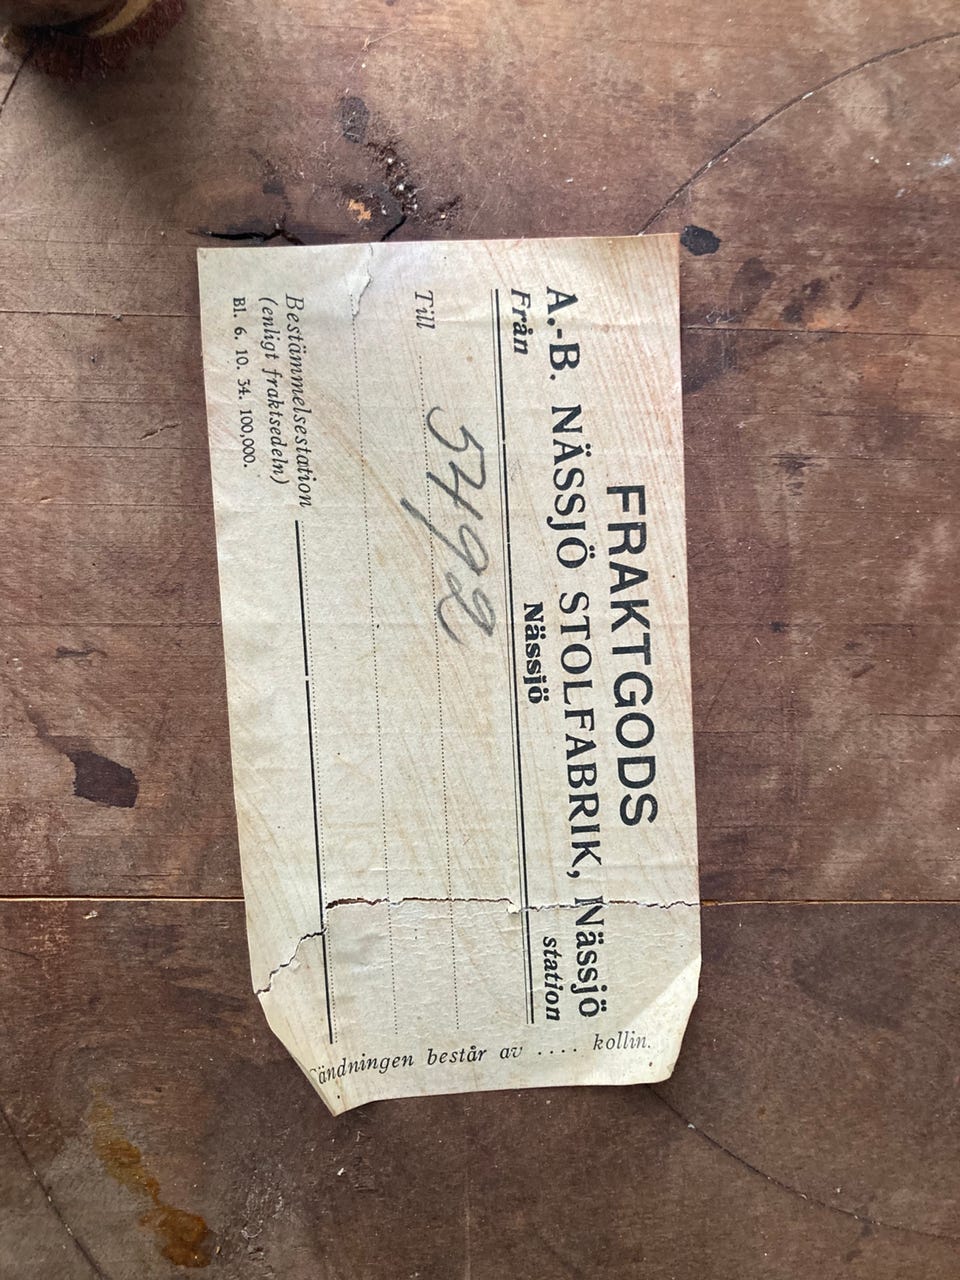 FRAKTGODS
A.-B. NÄSSJÖ STOLFABRIK, Nässjö
Från Nässjö station
Till
5492
Bestämmelsestation
(enligt fraktsedeln)
Bl. 6. 10. 34. 100,000.
Sändningen består av .... kollin.